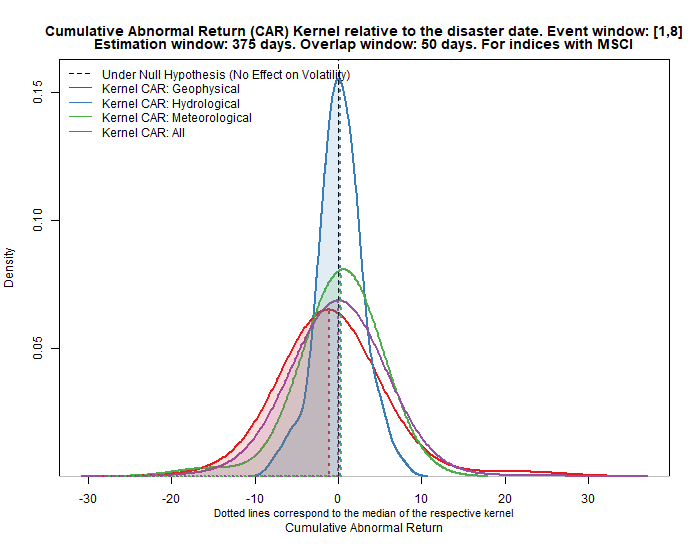 Cumulative Abnormal Return (CAR) Kernel relative to the disaster date. Event window: [1,8]
Estimation window: 375 days. Overlap window: 50 days. For indices with MSCI
Under Null Hypothesis (No Effect on Volatility)
Kernel CAR: Geophysical
Kernel CAR: Hydrological
Kernel CAR: Meteorological
Kernel CAR: All
0.15
0.10
0.05
Density
-30 -20 -10 0 10 20 30
Dotted lines correspond to the median of the respective kernel
Cumulative Abnormal Return